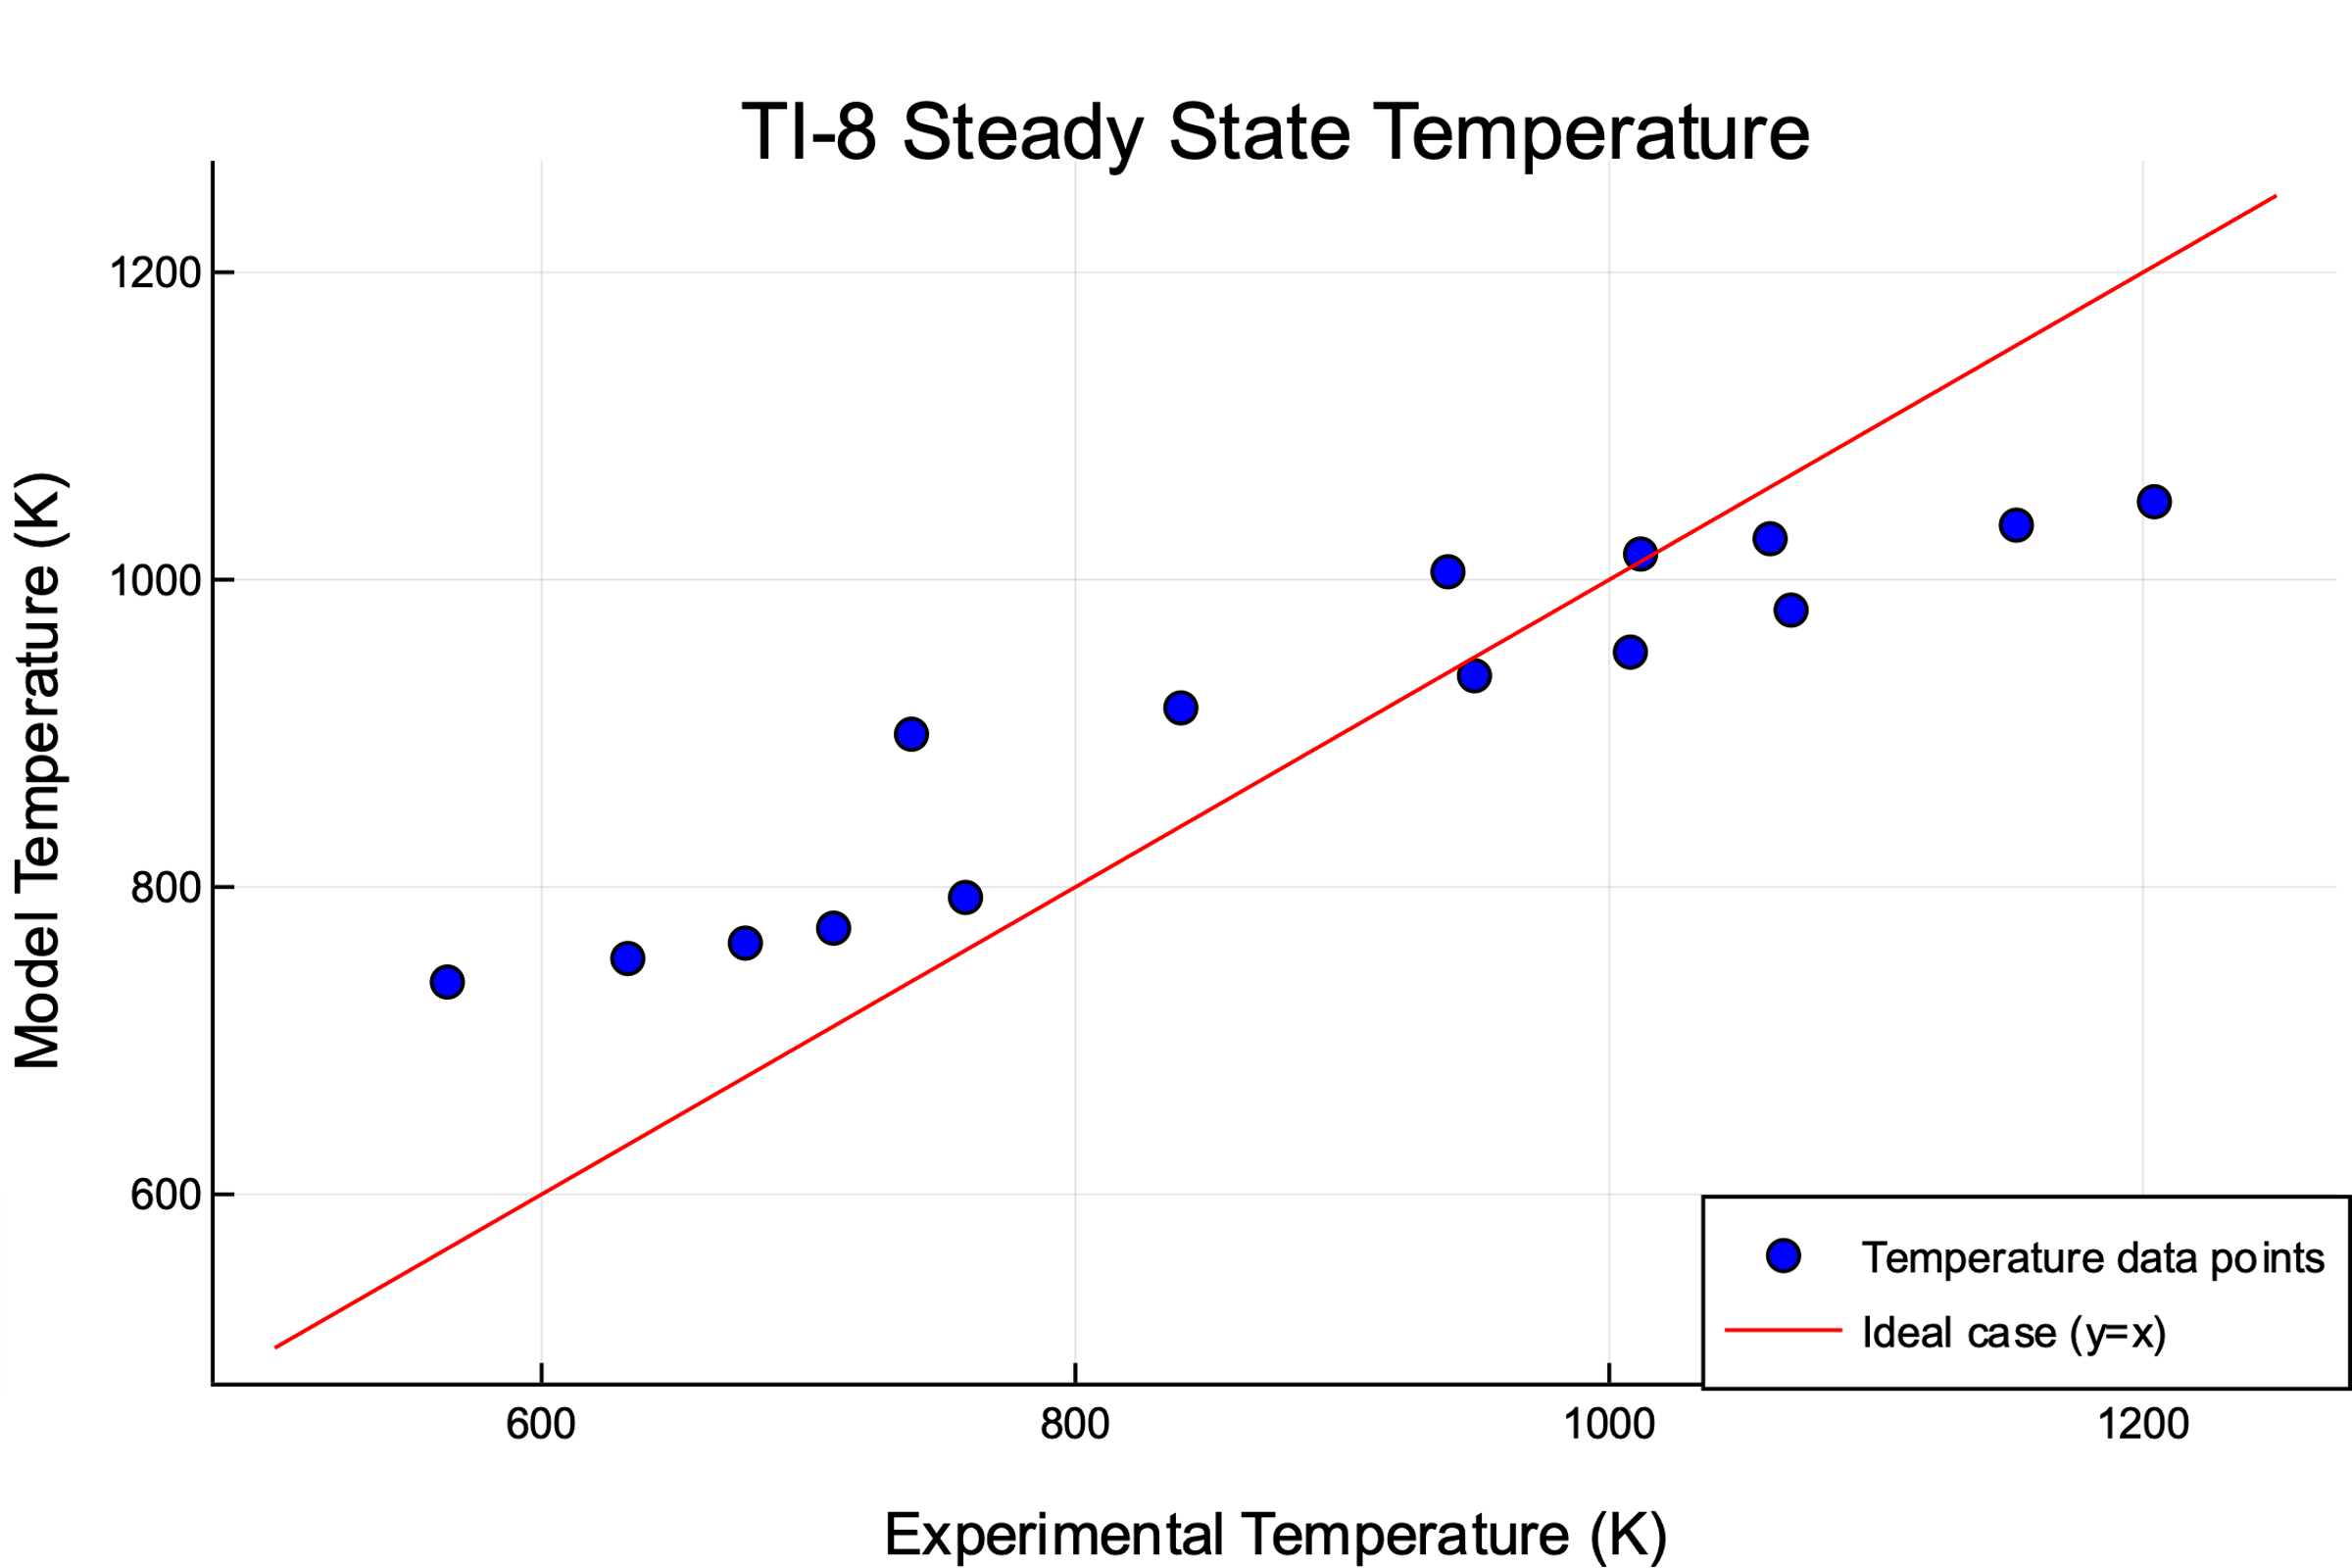 TI-8 Steady State Temperature
Model Temperature (K)
1200
1000
800
600
600
800
1000
1200
Experimental Temperature (K)
Temperature data points
Ideal case (y=x)